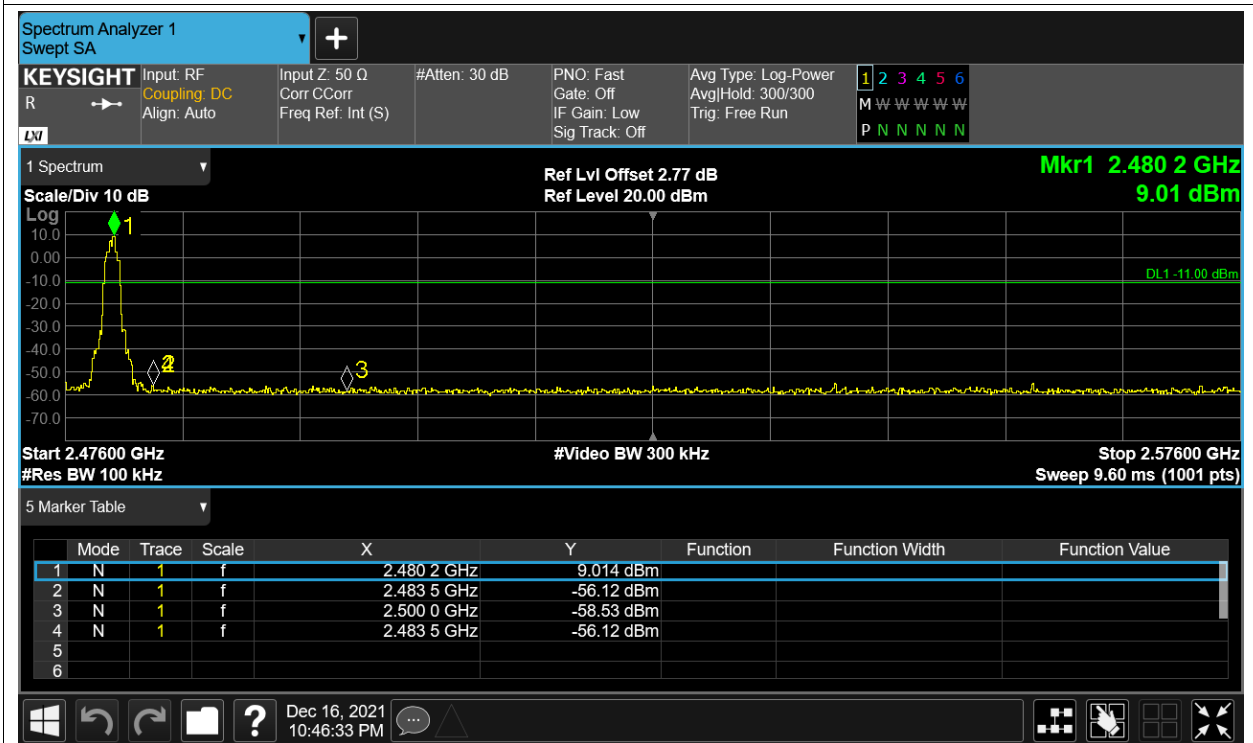 Spectrum Analyzer 1
Swept SA
KEYSIGHT
R
LXI
Input: RF
Coupling: DC
Align: Auto
Input Z: 50 Ω
Corr CCorr
Freq Ref: Int (S)
#Atten: 30 dB
PNO: Fast
Gate: Off
IF Gain: Low
Sig Track: Off
Avg Type: Log-Power
Avg|Hold: 300/300
Trig: Free Run
1 2 3 4 5 6
M W W W W W
P N N N N N
1 Spectrum
Scale/Div 10 dB
Ref Lvl Offset 2.77 dB
Ref Level 20.00 dBm
Mkr1 2.480 2 GHz
9.01 dBm
Log
10.0
0.00
-10.0
-20.0
-30.0
-40.0
-50.0
-60.0
-70.0
1
DL1 -11.00 dBm
3
Start 2.47600 GHz
#Res BW 100 kHz
#Video BW 300 kHz
Stop 2.57600 GHz
Sweep 9.60 ms (1001 pts)
5 Marker Table
Mode Trace Scale X Y Function Function Width Function Value
1 N 1 f 2.480 2 GHz 9.014 dBm
2 N 1 f 2.483 5 GHz -56.12 dBm
3 N 1 f 2.500 0 GHz -58.53 dBm
4 N 1 f 2.483 5 GHz -56.12 dBm
5
6
?
Dec 16, 2021
10:46:33 PM